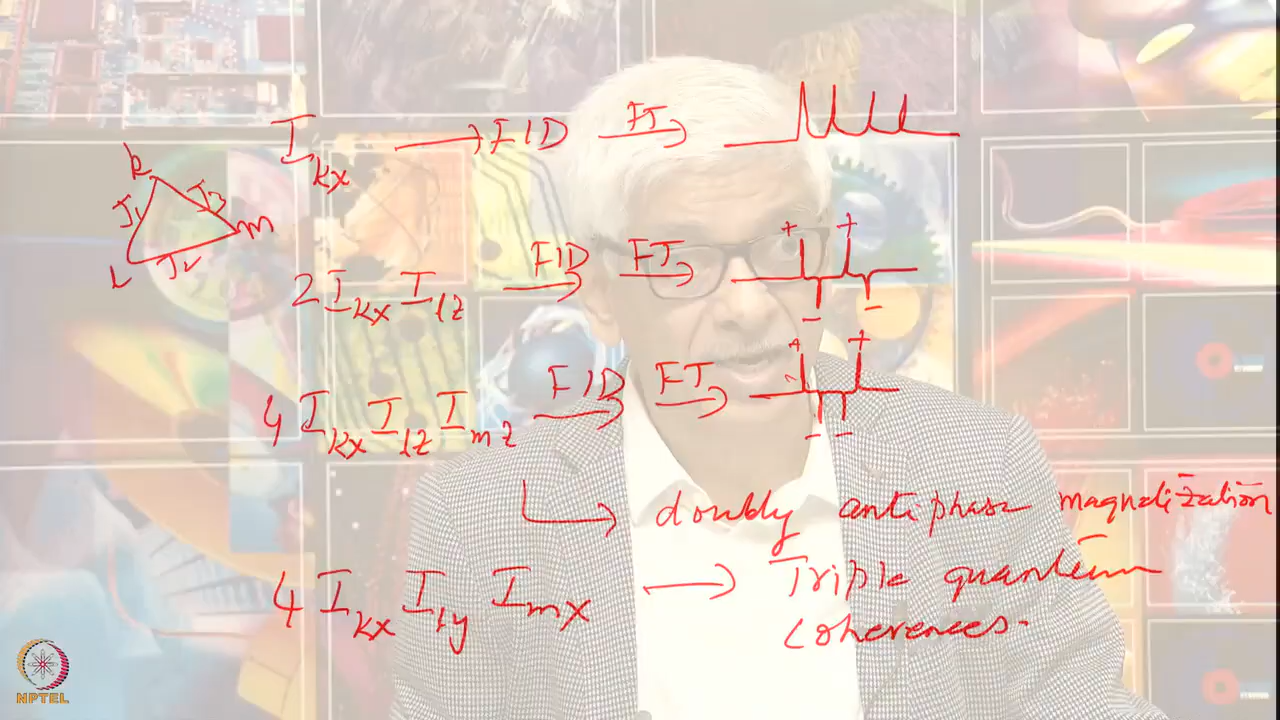 I_kx → FID FT →
k J1 J3 m l J2
+ +
2 I_kx I_lz FID → FT →
- -
+ +
4 I_kx I_lz I_mz FID → FT →
- -
→ doubly antiphase magnetization
4 I_kx I_ly I_mx → Triple quantum
coherences.
NPTEL